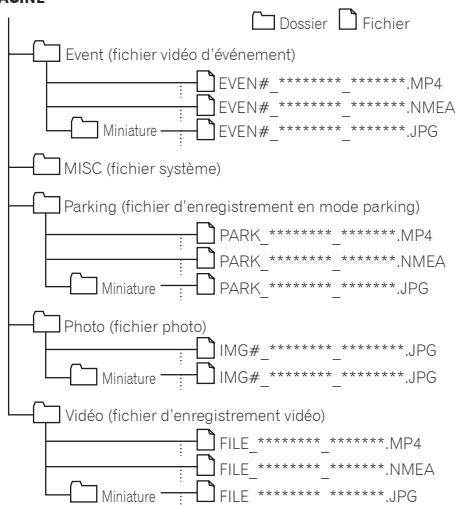 Dossier Fichier
Event (fichier vidéo d'événement)
EVEN#_********_*******.MP4
EVEN#_********_*******.NMEA
Miniature EVEN#_********_*******.JPG
MISC (fichier système)
Parking (fichier d'enregistrement en mode parking)
PARK_********_*******.MP4
PARK_********_*******.NMEA
Miniature PARK_********_*******.JPG
Photo (fichier photo)
IMG#_********_*******.JPG
Miniature IMG#_********_*******.JPG
Vidéo (fichier d'enregistrement vidéo)
FILE_********_*******.MP4
FILE_********_*******.NMEA
Miniature FILE_********_*******.JPG